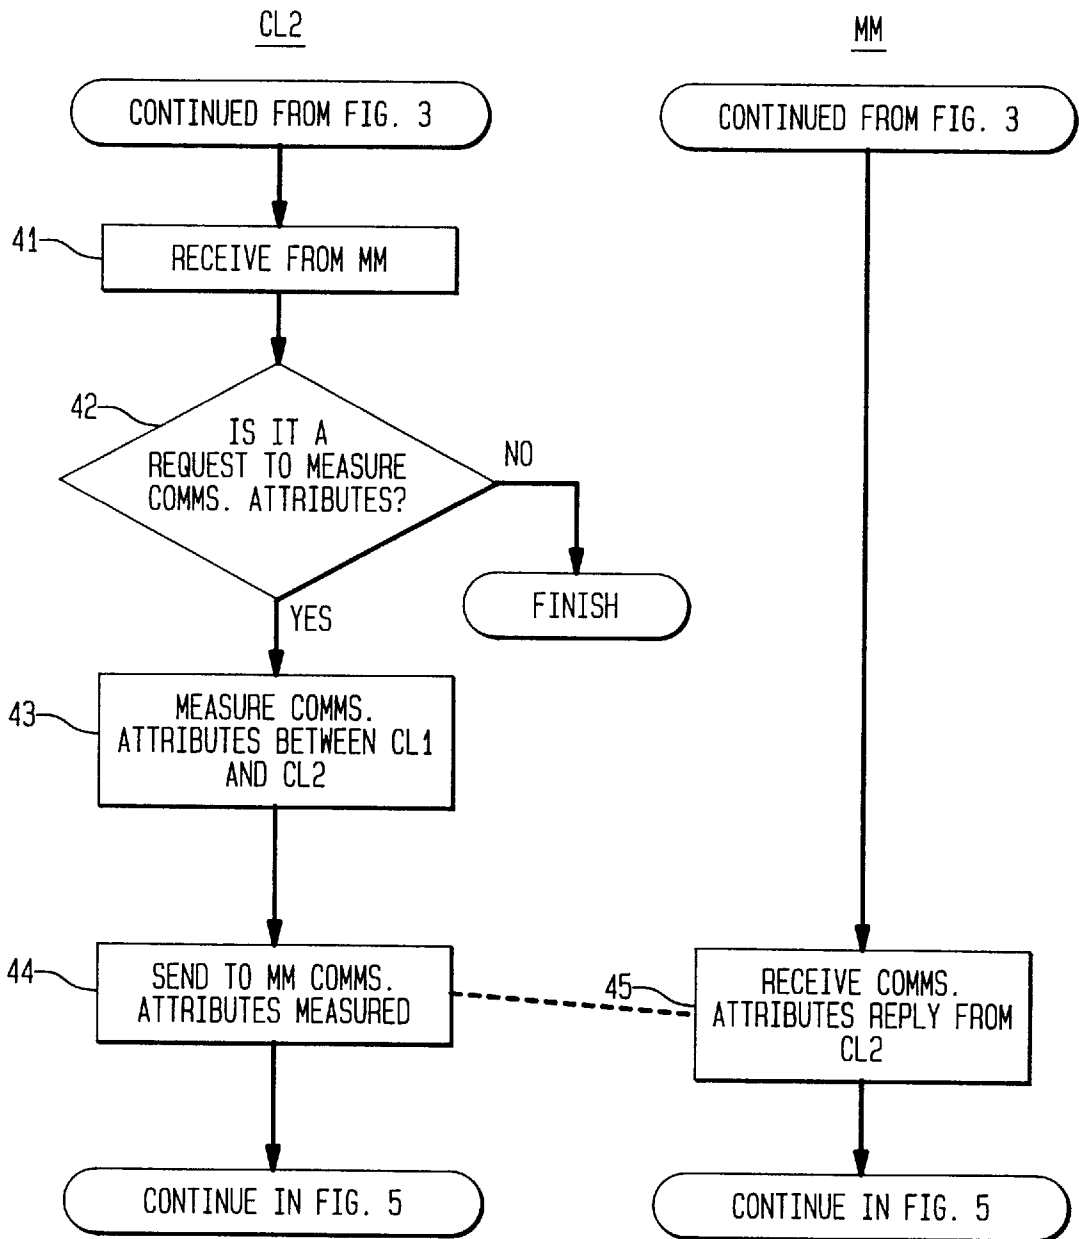 CL2
MM
CONTINUED FROM FIG. 3
CONTINUED FROM FIG. 3
41
RECEIVE FROM MM
42
IS IT A
REQUEST TO MEASURE
COMMS. ATTRIBUTES?
NO
FINISH
YES
43
MEASURE COMMS.
ATTRIBUTES BETWEEN CL1
AND CL2
44
SEND TO MM COMMS.
ATTRIBUTES MEASURED
45
RECEIVE COMMS.
ATTRIBUTES REPLY FROM
CL2
CONTINUE IN FIG. 5
CONTINUE IN FIG. 5